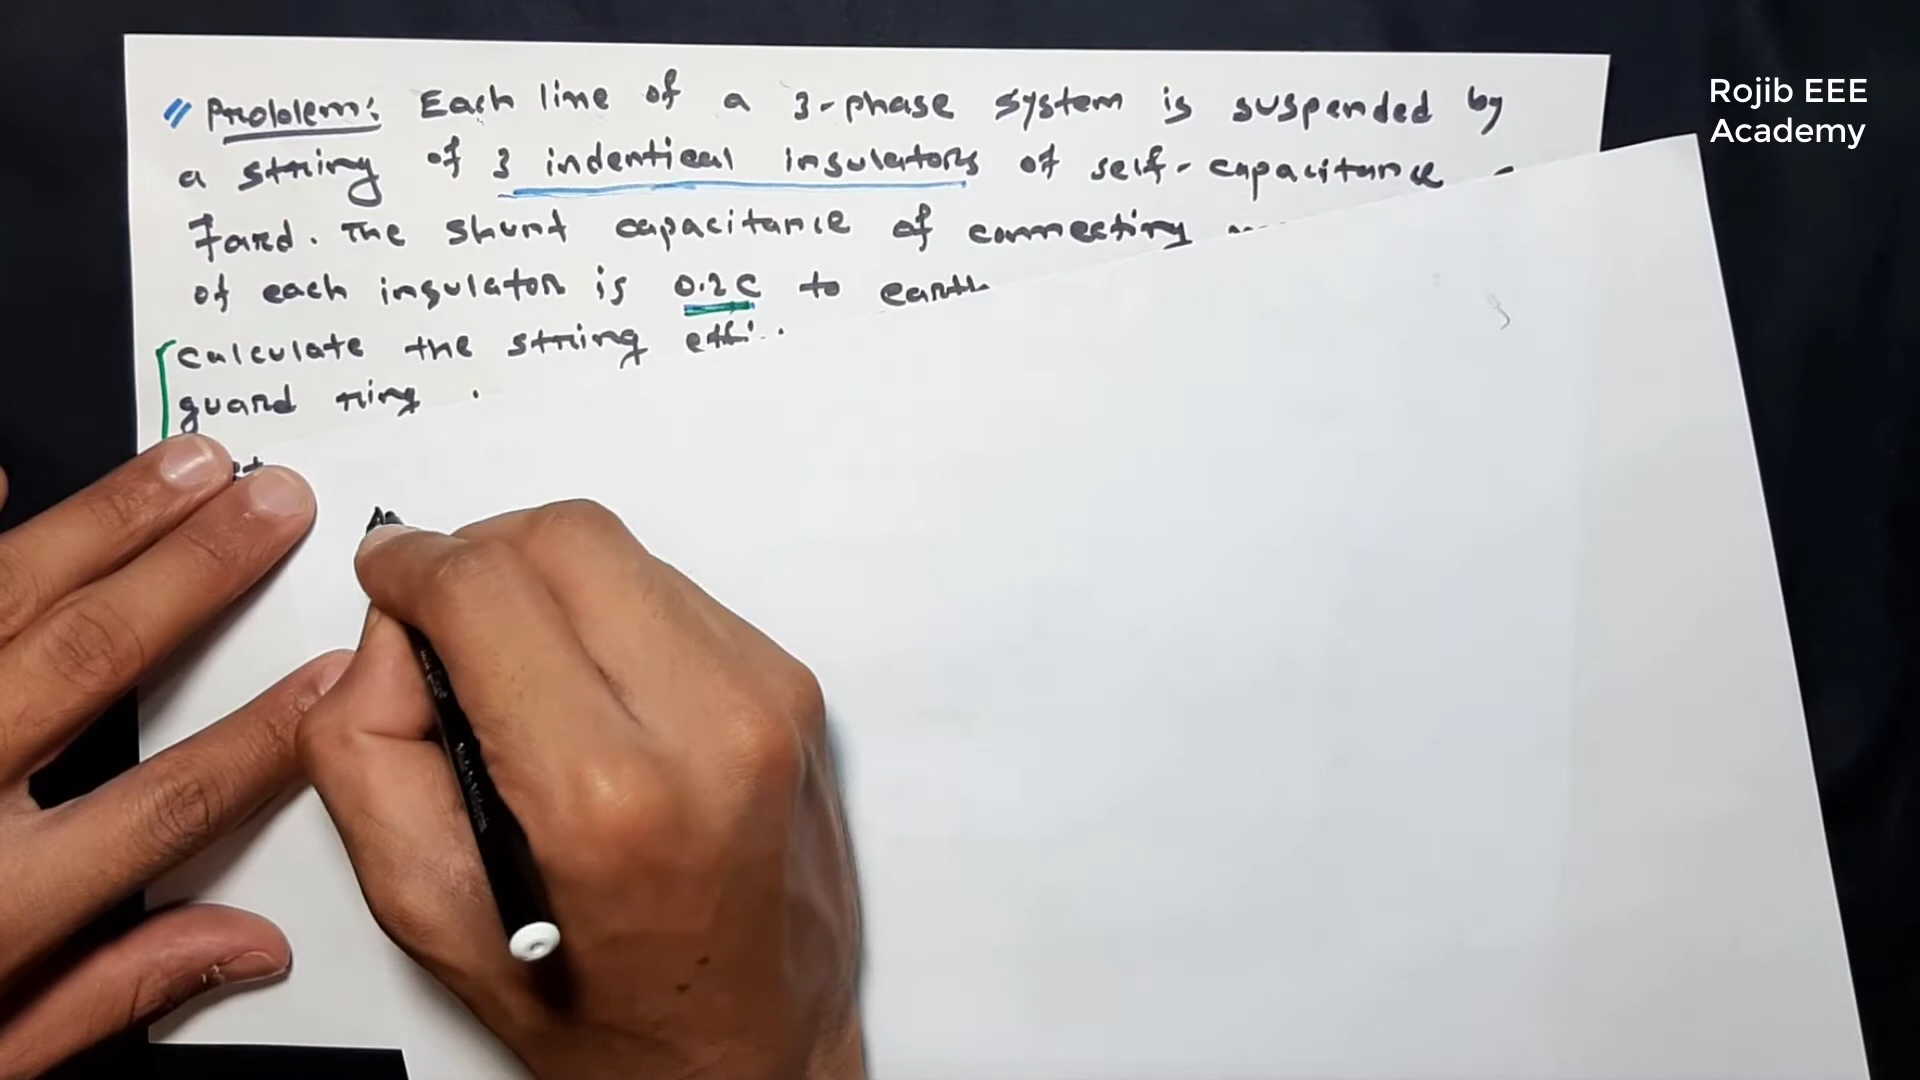 Problem: Each line of a 3-phase system is suspended by
a string of 3 indentical insulators of self-capacitance
Farad. The shunt capacitance of connecting
of each insulator is 0.2C to earth
calculate the string
guard ring.
Rojib EEE
Academy